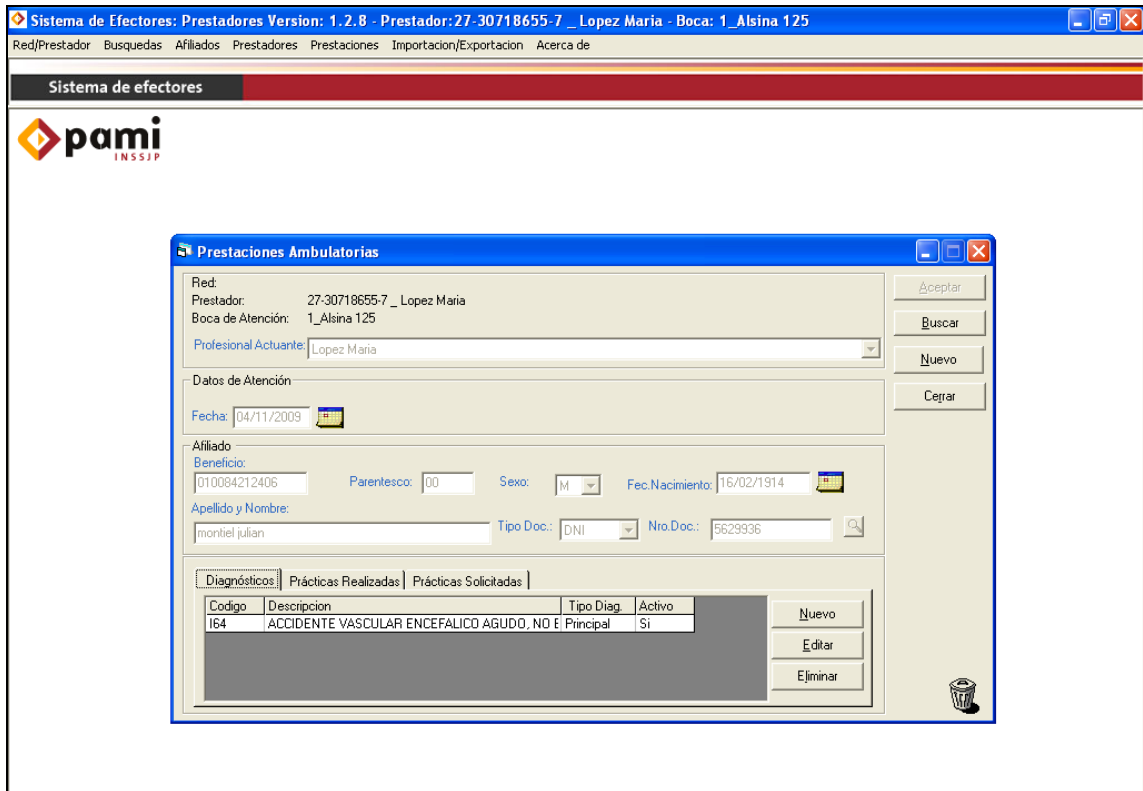 Sistema de Efectores: Prestadores Version: 1.2.8 - Prestador:27-30718655-7 _ Lopez Maria - Boca: 1_Alsina 125
Red/Prestador Busquedas Afiliados Prestadores Prestaciones Importacion/Exportacion Acerca de
Sistema de efectores
pami
INSSJP
Prestaciones Ambulatorias
Red:
Prestador: 27-30718655-7 _ Lopez Maria
Boca de Atención: 1_Alsina 125
Profesional Actuante: Lopez Maria
Aceptar
Buscar
Nuevo
Cerrar
Datos de Atención
Fecha: 04/11/2009
Afiliado
Beneficio:
010084212406 Parentesco: 00 Sexo: M Fec.Nacimiento: 16/02/1914
Apellido y Nombre:
montiel julian Tipo Doc.: DNI Nro.Doc.: 5629936
Diagnósticos Prácticas Realizadas Prácticas Solicitadas
Codigo Descripcion Tipo Diag. Activo
I64 ACCIDENTE VASCULAR ENCEFALICO AGUDO, NO E Principal Si
Nuevo
Editar
Eliminar